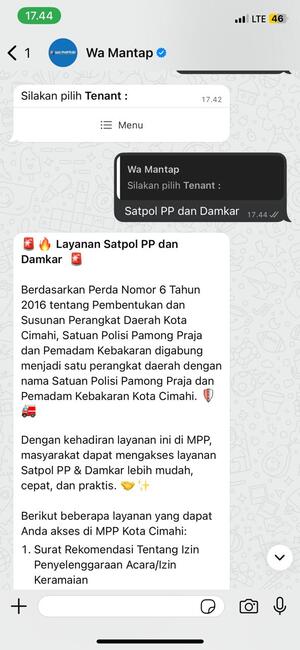 17.44
LTE 46
1
Wa Mantap
Silakan pilih Tenant :
17.42
Menu
Wa Mantap
Silakan pilih Tenant :
Satpol PP dan Damkar
17.44
🚨 🔥 Layanan Satpol PP dan
Damkar 🚨
Berdasarkan Perda Nomor 6 Tahun
2016 tentang Pembentukan dan
Susunan Perangkat Daerah Kota
Cimahi, Satuan Polisi Pamong Praja
dan Pemadam Kebakaran digabung
menjadi satu perangkat daerah dengan
nama Satuan Polisi Pamong Praja dan
Pemadam Kebakaran Kota Cimahi. 🛡️
🚒
Dengan kehadiran layanan ini di MPP,
masyarakat dapat mengakses layanan
Satpol PP & Damkar lebih mudah,
cepat, dan praktis. 🤝 ✨
Berikut beberapa layanan yang dapat
Anda akses di MPP Kota Cimahi:
1. Surat Rekomendasi Tentang Izin
Penyelenggaraan Acara/Izin
Keramaian